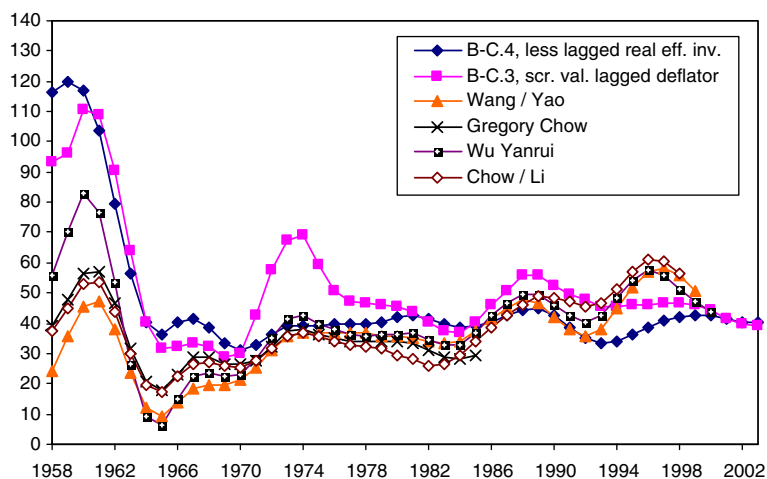 140
130
120
110
100
90
80
70
60
50
40
30
20
10
0
B-C.4, less lagged real eff. inv.
B-C.3, scr. val. lagged deflator
Wang / Yao
Gregory Chow
Wu Yanrui
Chow / Li
1958 1962 1966 1970 1974 1978 1982 1986 1990 1994 1998 2002